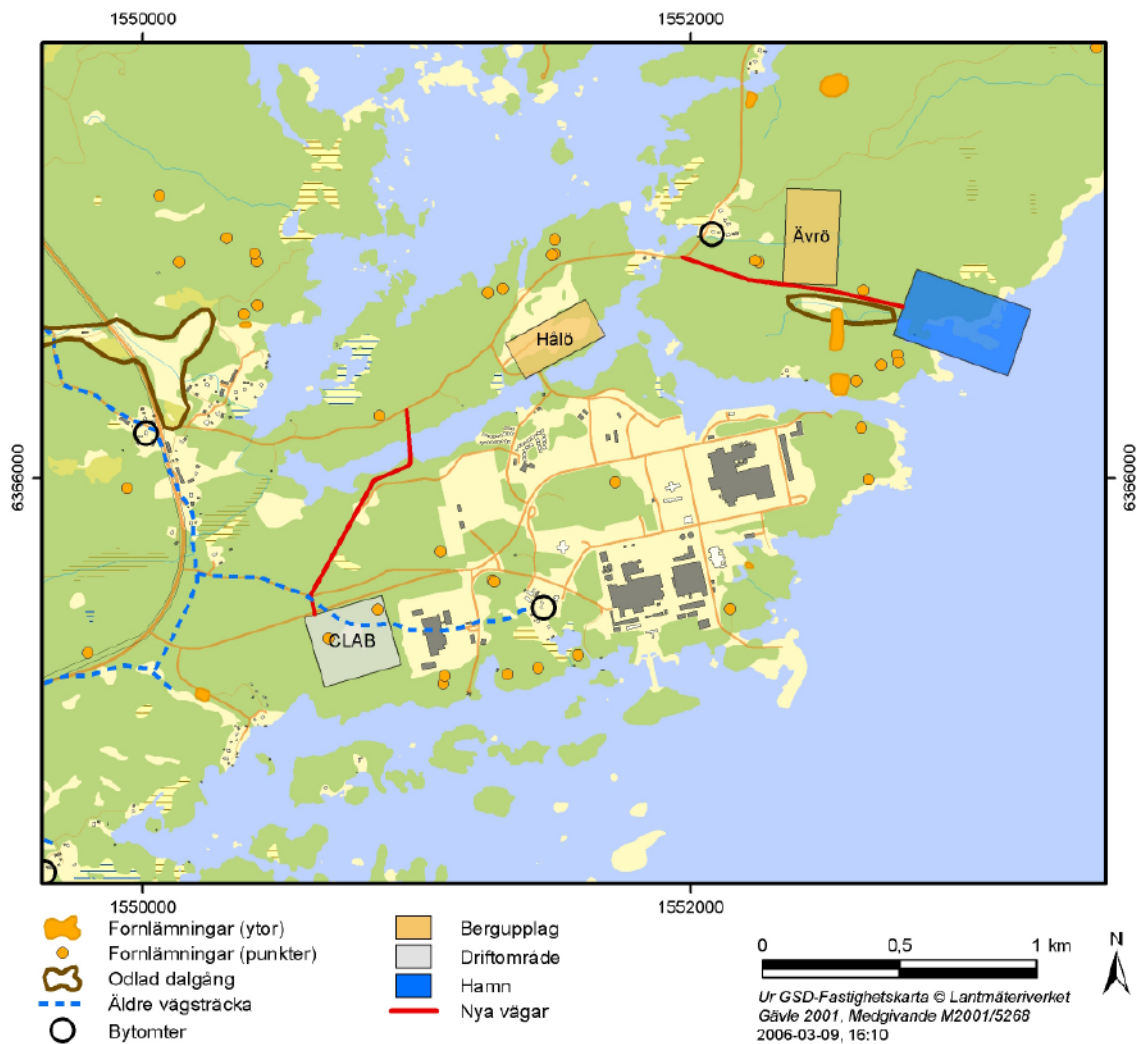 1550000 1552000
Ävrö
Hålö
6366000 6366000
CLAB
1550000 1552000
Fornlämningar (ytor)
Fornlämningar (punkter)
Odlad dalgång
Äldre vägsträcka
Bytomter
Bergupplag
Driftområde
Hamn
Nya vägar
0 0,5 1 km
N
Ur GSD-Fastighetskarta © Lantmäteriverket
Gävle 2001, Medgivande M2001/5268
2006-03-09, 16:10